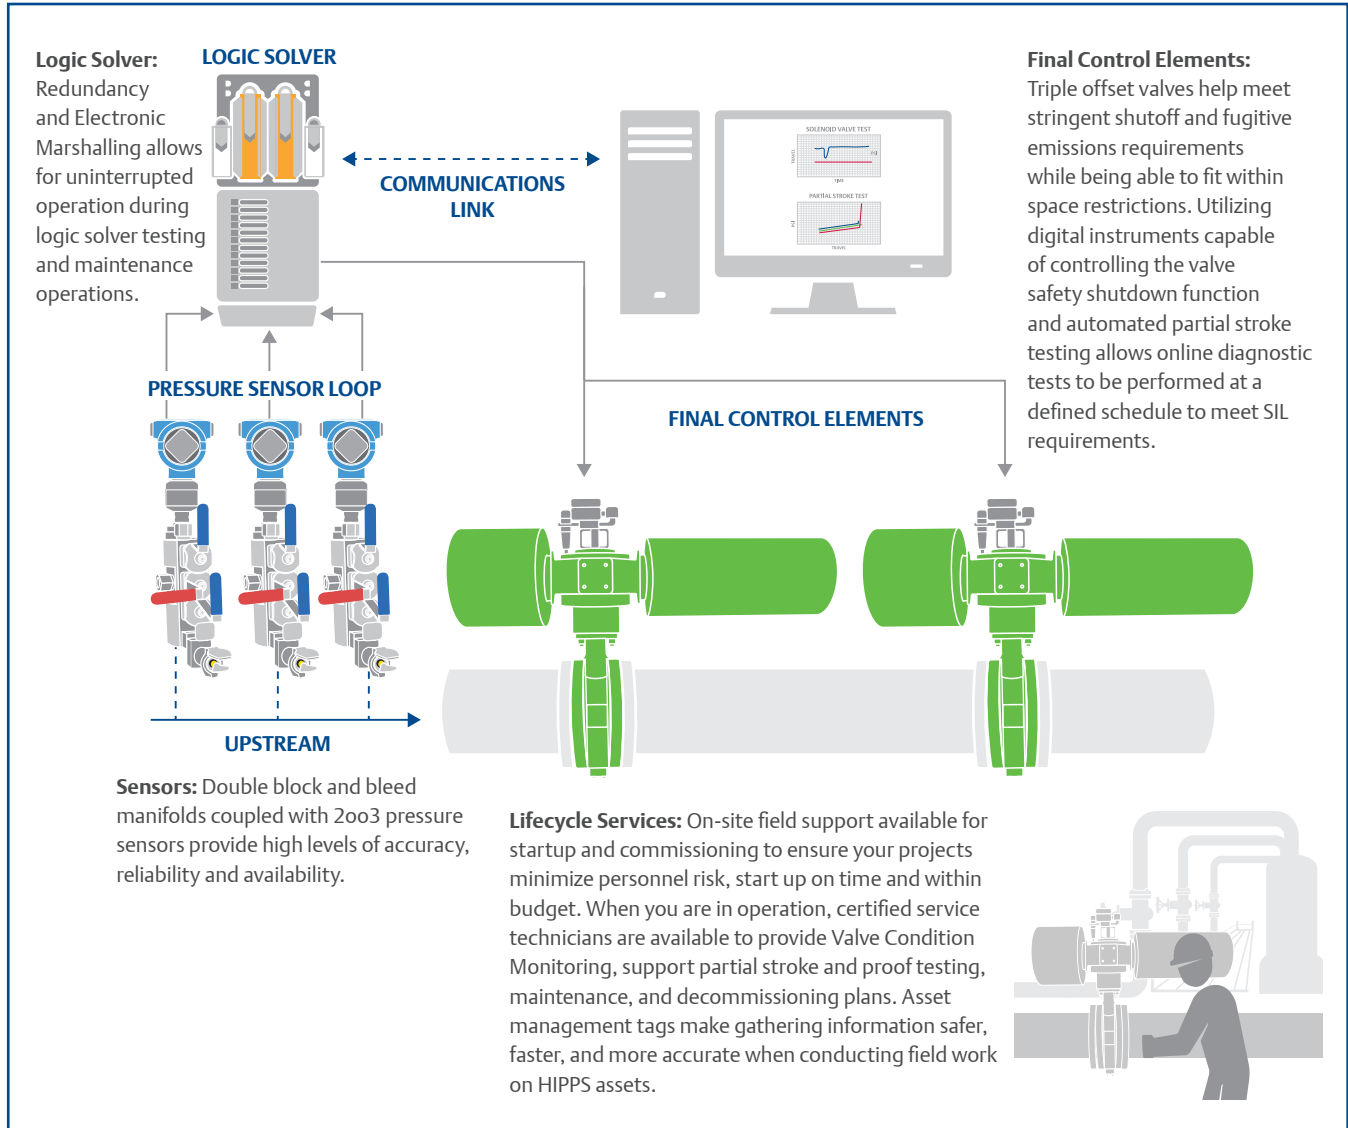 Logic Solver:
Redundancy
and Electronic
Marshalling allows
for uninterrupted
operation during
logic solver testing
and maintenance
operations.
LOGIC SOLVER
COMMUNICATIONS
LINK
SOLENOID VALVE TEST
TRAVEL
PSI
TIME
PARTIAL STROKE TEST
PSI
TRAVEL
Final Control Elements:
Triple offset valves help meet
stringent shutoff and fugitive
emissions requirements
while being able to fit within
space restrictions. Utilizing
digital instruments capable
of controlling the valve
safety shutdown function
and automated partial stroke
testing allows online diagnostic
tests to be performed at a
defined schedule to meet SIL
requirements.
PRESSURE SENSOR LOOP
FINAL CONTROL ELEMENTS
UPSTREAM
Sensors: Double block and bleed
manifolds coupled with 2oo3 pressure
sensors provide high levels of accuracy,
reliability and availability.
Lifecycle Services: On-site field support available for
startup and commissioning to ensure your projects
minimize personnel risk, start up on time and within
budget. When you are in operation, certified service
technicians are available to provide Valve Condition
Monitoring, support partial stroke and proof testing,
maintenance, and decommissioning plans. Asset
management tags make gathering information safer,
faster, and more accurate when conducting field work
on HIPPS assets.